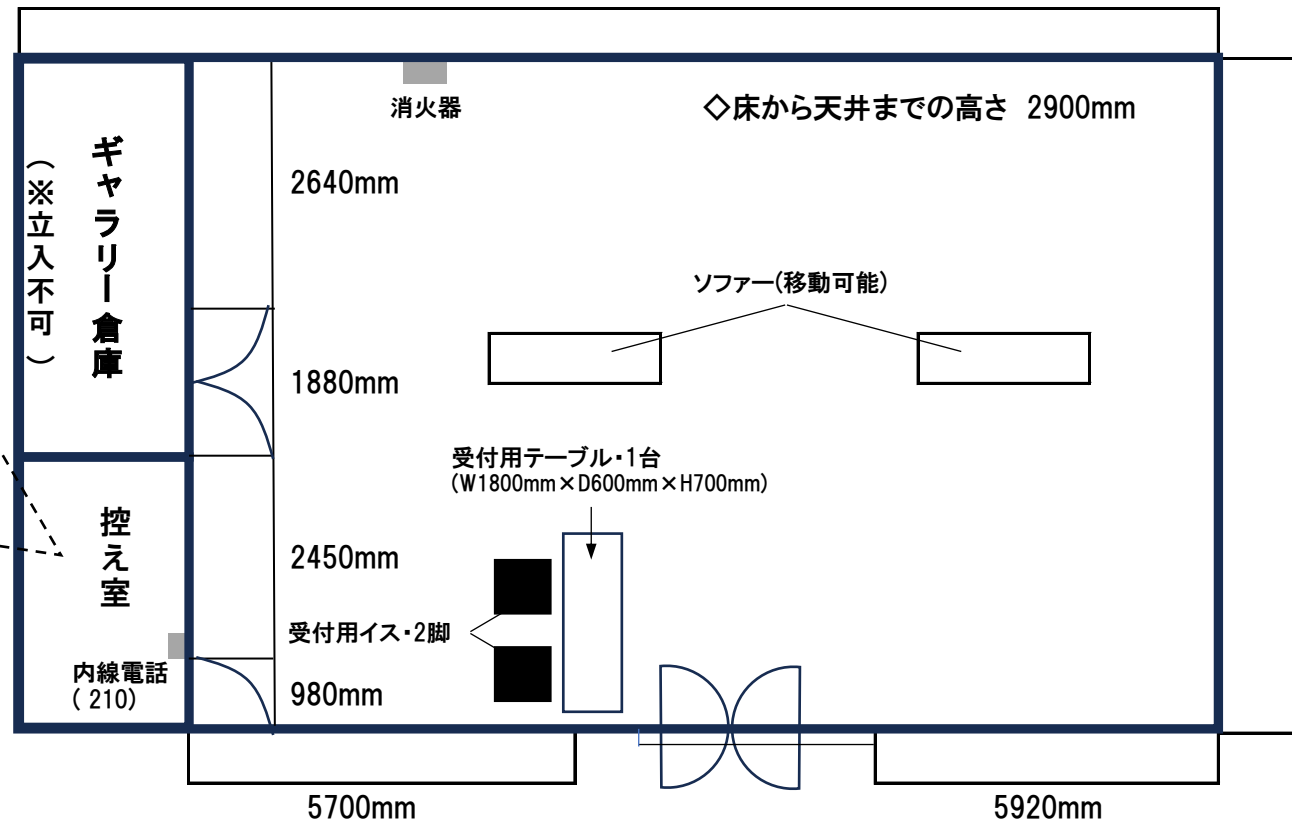 消火器
◇床から天井までの高さ 2900mm
ギャラリー倉庫
（※立入不可）
2640mm
ソファー(移動可能)
1880mm
受付用テーブル・1台
(W1800mm×D600mm×H700mm)
控え室
2450mm
受付用イス・2脚
内線電話
( 210)
980mm
5700mm
5920mm